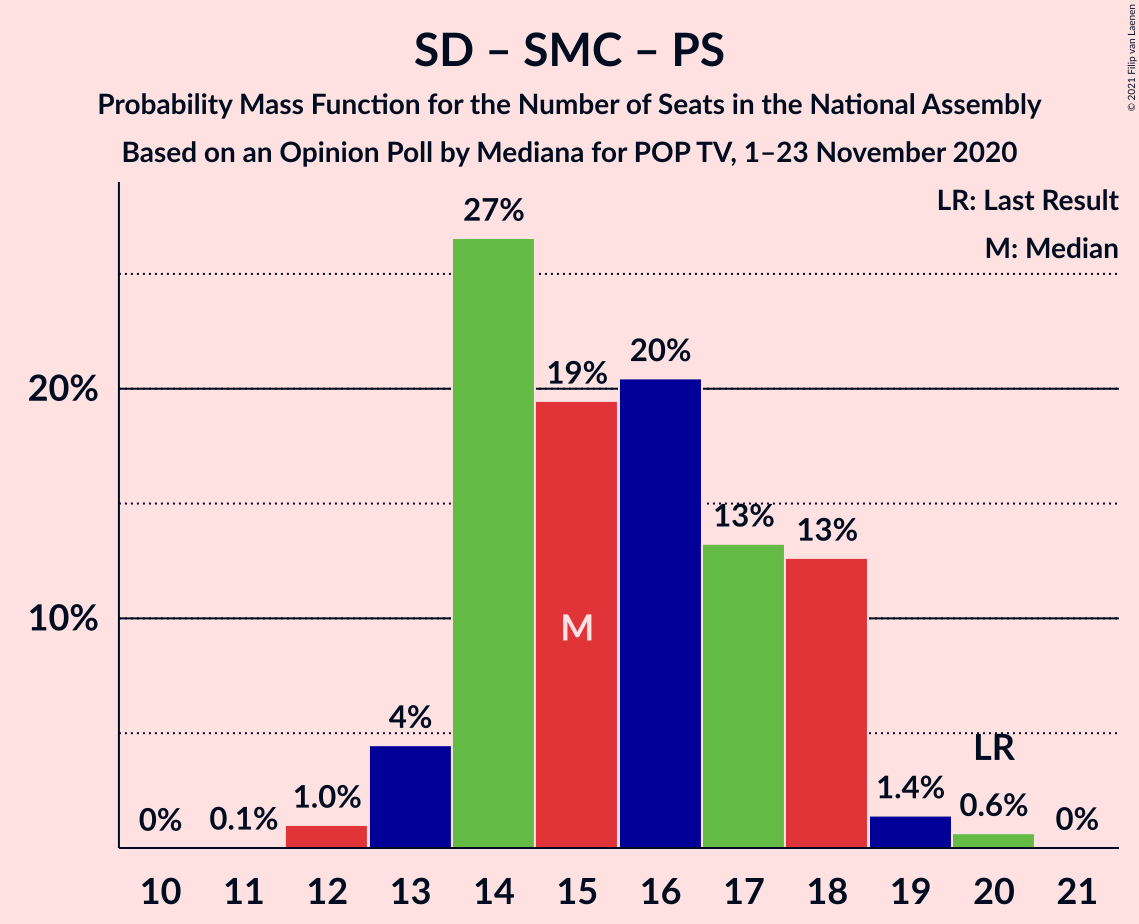 SD – SMC – PS
Probability Mass Function for the Number of Seats in the National Assembly
Based on an Opinion Poll by Mediana for POP TV, 1–23 November 2020
© 2021 Filip van Laenen
LR: Last Result
M: Median
27%
20%
19%
20%
13%
13%
10%
M
4%
LR
1.4%
1.0%
0.6%
0%
0.1%
0%
10 11 12 13 14 15 16 17 18 19 20 21